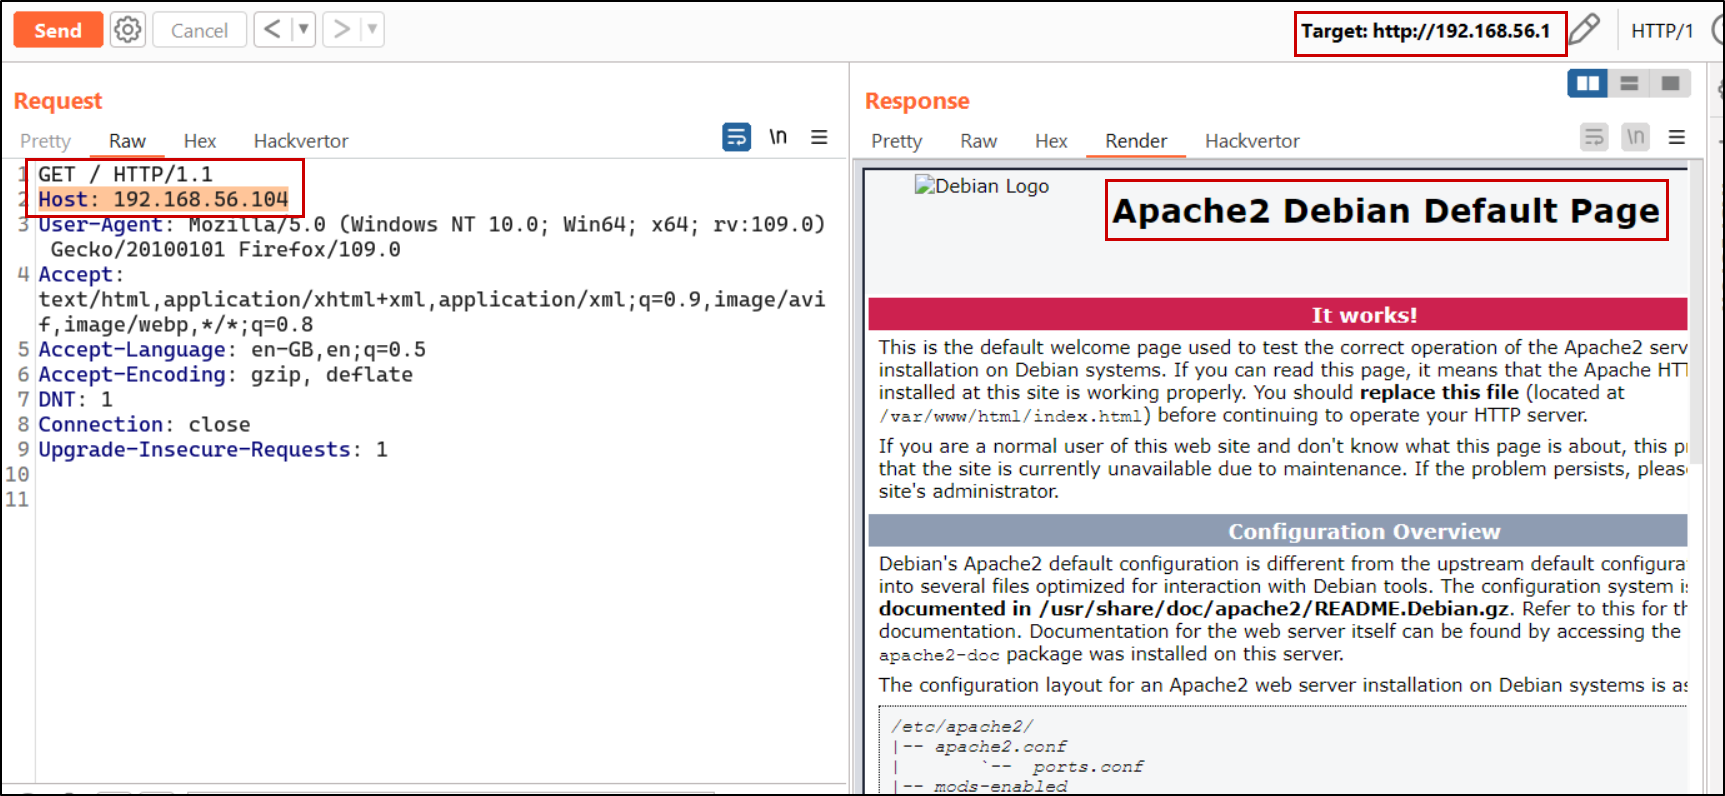 Send
Cancel
<
>
Target: http://192.168.56.1
HTTP/1
Request
Pretty Raw Hex Hackvertor
\n
1 GET / HTTP/1.1
2 Host: 192.168.56.104
3 User-Agent: Mozilla/5.0 (Windows NT 10.0; Win64; x64; rv:109.0)
Gecko/20100101 Firefox/109.0
4 Accept:
text/html,application/xhtml+xml,application/xml;q=0.9,image/avi
f,image/webp,*/*;q=0.8
5 Accept-Language: en-GB,en;q=0.5
6 Accept-Encoding: gzip, deflate
7 DNT: 1
8 Connection: close
9 Upgrade-Insecure-Requests: 1
10
11
Response
Pretty Raw Hex Render Hackvertor
\n
Debian Logo
Apache2 Debian Default Page
It works!
This is the default welcome page used to test the correct operation of the Apache2 serv
installation on Debian systems. If you can read this page, it means that the Apache HT
installed at this site is working properly. You should replace this file (located at
/var/www/html/index.html) before continuing to operate your HTTP server.
If you are a normal user of this web site and don't know what this page is about, this p
that the site is currently unavailable due to maintenance. If the problem persists, pleas
site's administrator.
Configuration Overview
Debian's Apache2 default configuration is different from the upstream default configura
into several files optimized for interaction with Debian tools. The configuration system is
documented in /usr/share/doc/apache2/README.Debian.gz. Refer to this for th
documentation. Documentation for the web server itself can be found by accessing the
apache2-doc package was installed on this server.
The configuration layout for an Apache2 web server installation on Debian systems is as
/etc/apache2/
|-- apache2.conf
| `-- ports.conf
|-- mods-enabled